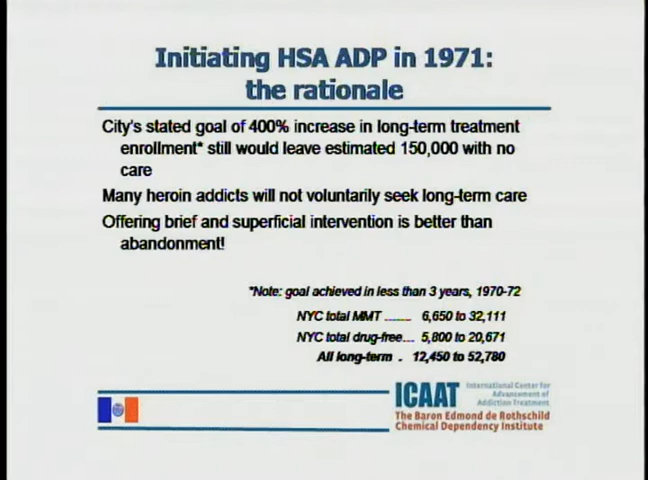 Initiating HSA ADP in 1971:
the rationale
City's stated goal of 400% increase in long-term treatment
enrollment* still would leave estimated 150,000 with no
care
Many heroin addicts will not voluntarily seek long-term care
Offering brief and superficial intervention is better than
abandonment!
*Note: goal achieved in less than 3 years, 1970-72
NYC total MMT ....... 6,650 to 32,111
NYC total drug-free... 5,800 to 20,671
All long-term . 12,450 to 52,780
ICAAT
International Center for
Advancement of
Addiction Treatment
The Baron Edmond de Rothschild
Chemical Dependency Institute